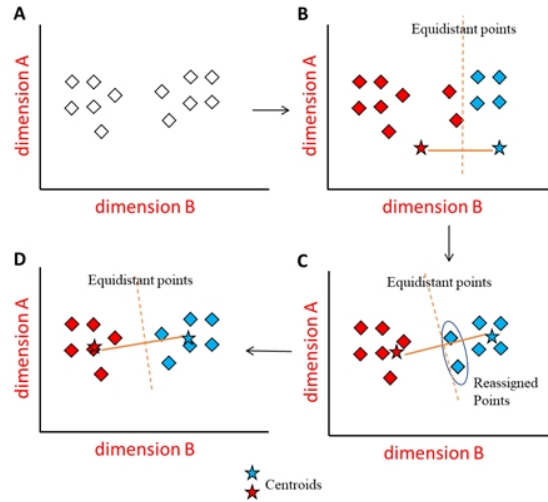 A
dimension A
dimension B
B
Equidistant points
dimension A
dimension B
D
Equidistant points
dimension A
dimension B
C
Equidistant points
dimension A
Reassigned
Points
dimension B
Centroids